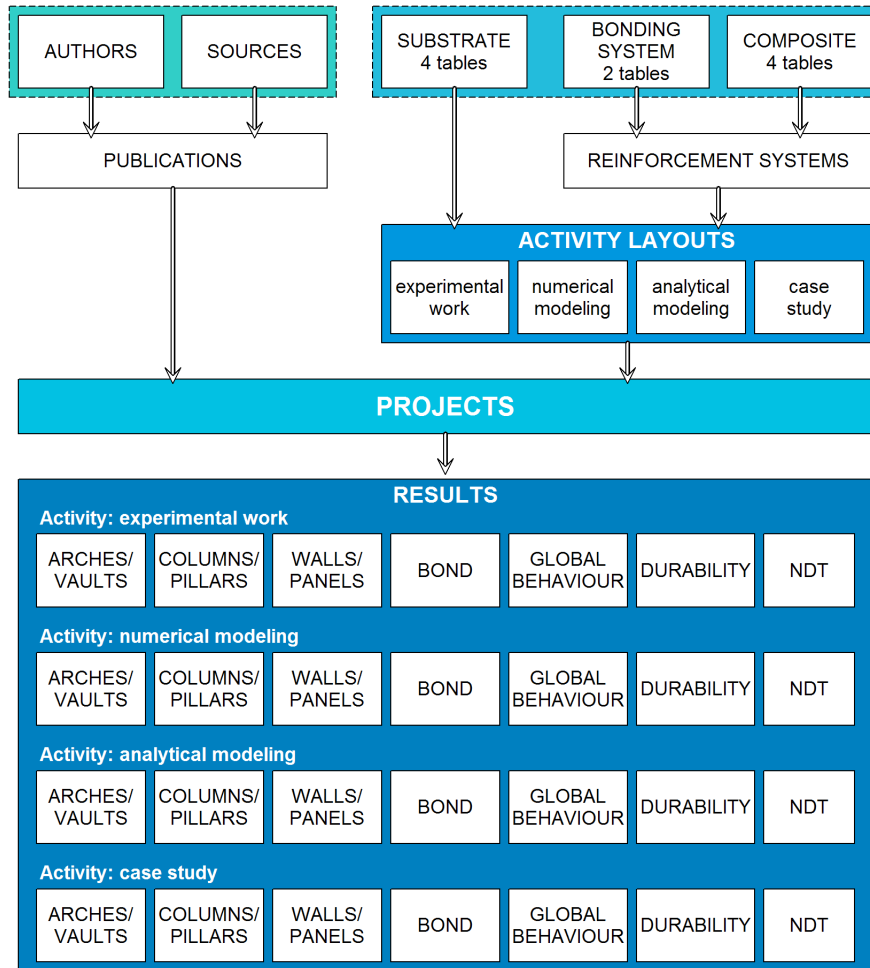 AUTHORS
SOURCES
SUBSTRATE
4 tables
BONDING
SYSTEM
2 tables
COMPOSITE
4 tables
PUBLICATIONS
REINFORCEMENT SYSTEMS
ACTIVITY LAYOUTS
experimental
work
numerical
modeling
analytical
modeling
case
study
PROJECTS
RESULTS
Activity: experimental work
ARCHES/
VAULTS
COLUMNS/
PILLARS
WALLS/
PANELS
BOND
GLOBAL
BEHAVIOUR
DURABILITY
NDT
Activity: numerical modeling
ARCHES/
VAULTS
COLUMNS/
PILLARS
WALLS/
PANELS
BOND
GLOBAL
BEHAVIOUR
DURABILITY
NDT
Activity: analytical modeling
ARCHES/
VAULTS
COLUMNS/
PILLARS
WALLS/
PANELS
BOND
GLOBAL
BEHAVIOUR
DURABILITY
NDT
Activity: case study
ARCHES/
VAULTS
COLUMNS/
PILLARS
WALLS/
PANELS
BOND
GLOBAL
BEHAVIOUR
DURABILITY
NDT